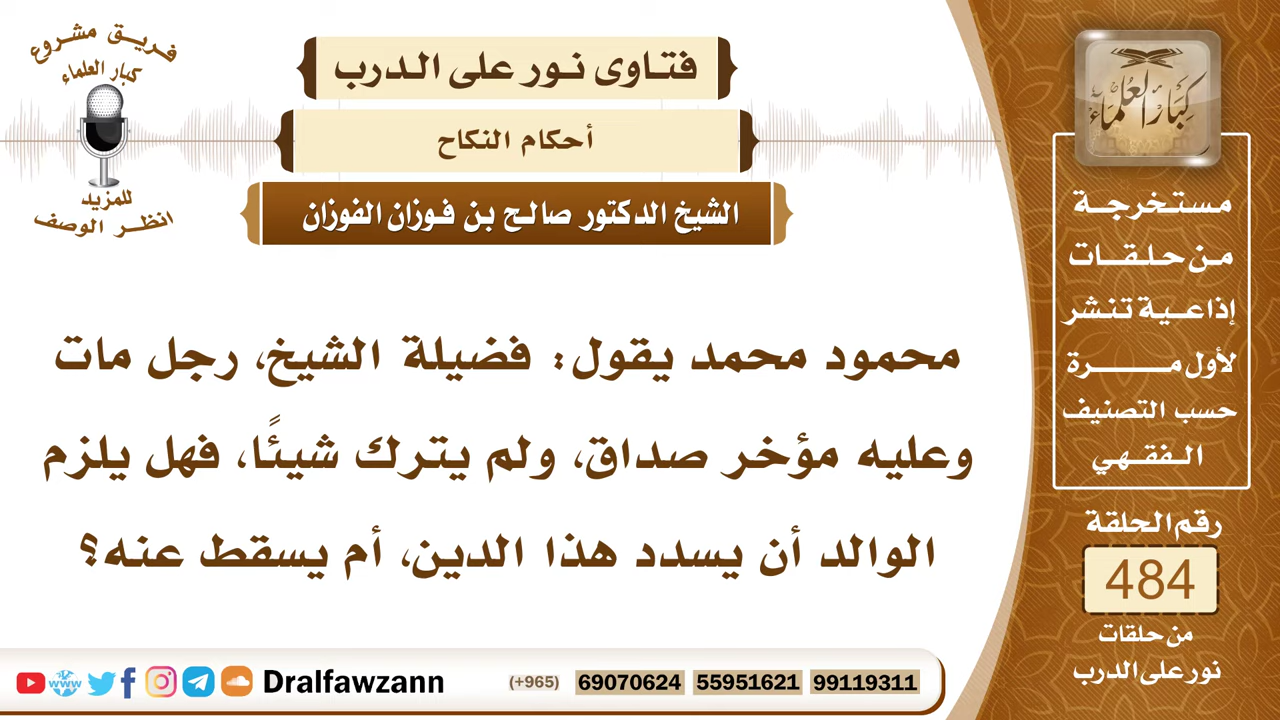 فريق مشروع
كبار العلماء
للمزيد
انظر الوصف
فتاوى نور على الدرب
أحكام النكاح
الشيخ الدكتور صالح بن فوزان الفوزان
كبار العلماء
مستخرجة
من حلقات
إذاعية تنشر
لأول مرة
حسب التصنيف
الفقهي
رقم الحلقة
484
من حلقات
نور على الدرب
محمود محمد يقول: فضيلة الشيخ، رجل مات
وعليه مؤخر صداق، ولم يترك شيئًا، فهل يلزم
الوالد أن يسدد هذا الدين، أم يسقط عنه؟
www Dralfawzann (+965) 69070624 55951621 99119311